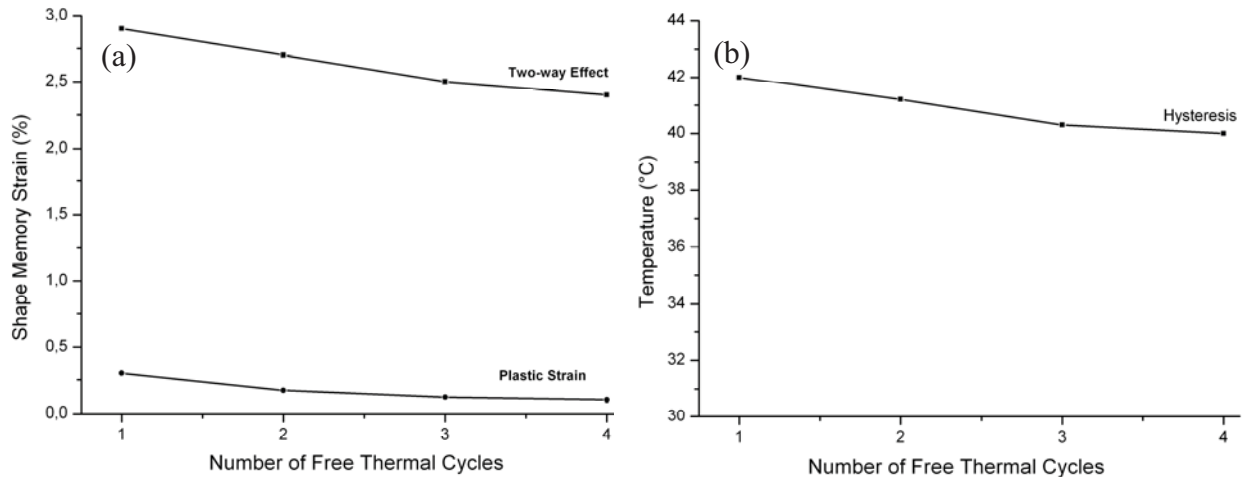 (a)
Shape Memory Strain (%)
3,0
2,5
2,0
1,5
1,0
0,5
0,0
Two-way Effect
Plastic Strain
1 2 3 4
Number of Free Thermal Cycles
(b)
Temperature (°C)
44
42
40
38
36
34
32
30
Hysteresis
1 2 3 4
Number of Free Thermal Cycles